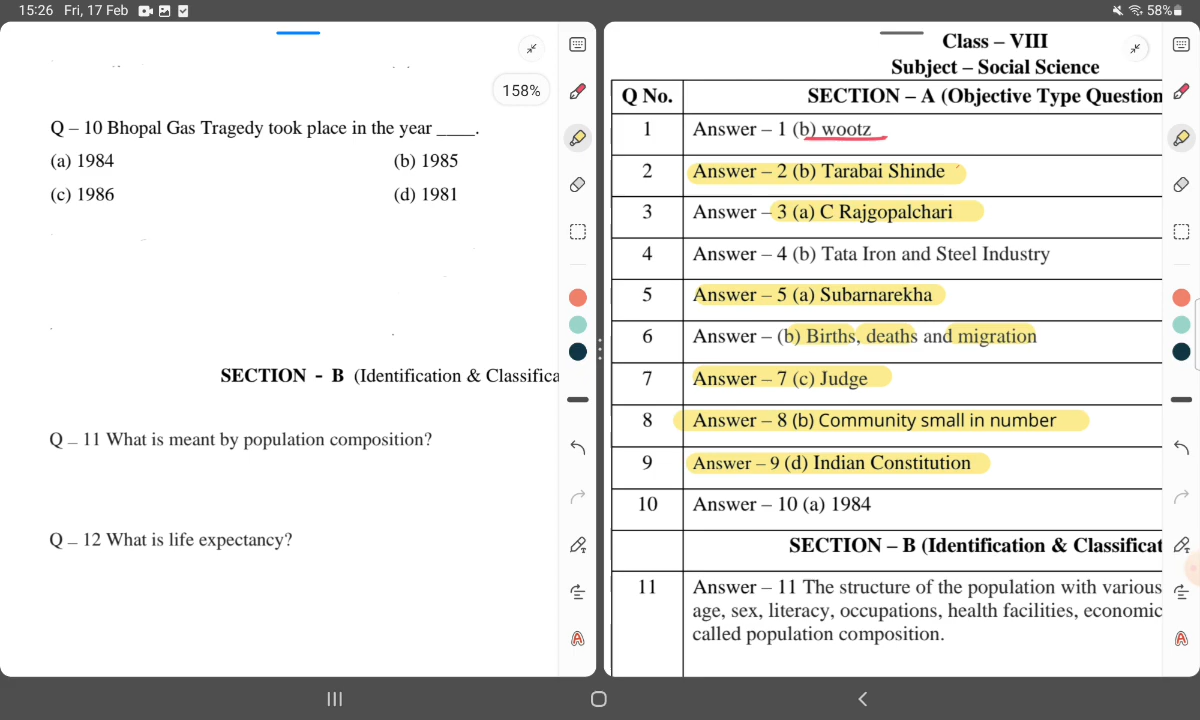 15:26 Fri, 17 Feb
58%
158%
Q – 10 Bhopal Gas Tragedy took place in the year ____.
(a) 1984 (b) 1985
(c) 1986 (d) 1981
SECTION - B (Identification & Classifica
Q – 11 What is meant by population composition?
Q – 12 What is life expectancy?
Class – VIII
Subject – Social Science
Q No. SECTION – A (Objective Type Question
1 Answer – 1 (b) wootz
2 Answer – 2 (b) Tarabai Shinde
3 Answer – 3 (a) C Rajgopalchari
4 Answer – 4 (b) Tata Iron and Steel Industry
5 Answer – 5 (a) Subarnarekha
6 Answer – (b) Births, deaths and migration
7 Answer – 7 (c) Judge
8 Answer – 8 (b) Community small in number
9 Answer – 9 (d) Indian Constitution
10 Answer – 10 (a) 1984
SECTION – B (Identification & Classificat
11 Answer – 11 The structure of the population with various
age, sex, literacy, occupations, health facilities, economic
called population composition.